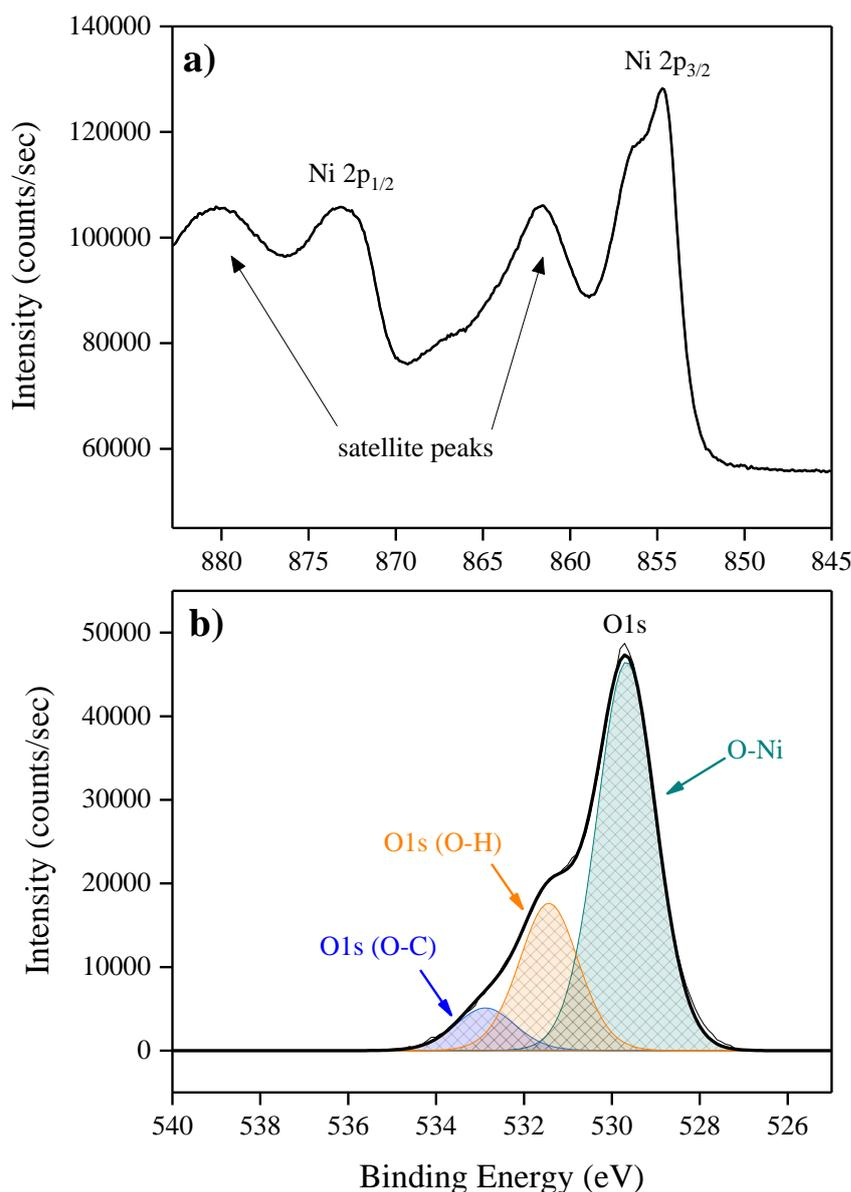 a)
Ni 2p3/2
Ni 2p1/2
satellite peaks
Intensity (counts/sec)
140000
120000
100000
80000
60000
880 875 870 865 860 855 850 845
b)
O1s
O-Ni
O1s (O-H)
O1s (O-C)
Intensity (counts/sec)
50000
40000
30000
20000
10000
0
540 538 536 534 532 530 528 526
Binding Energy (eV)